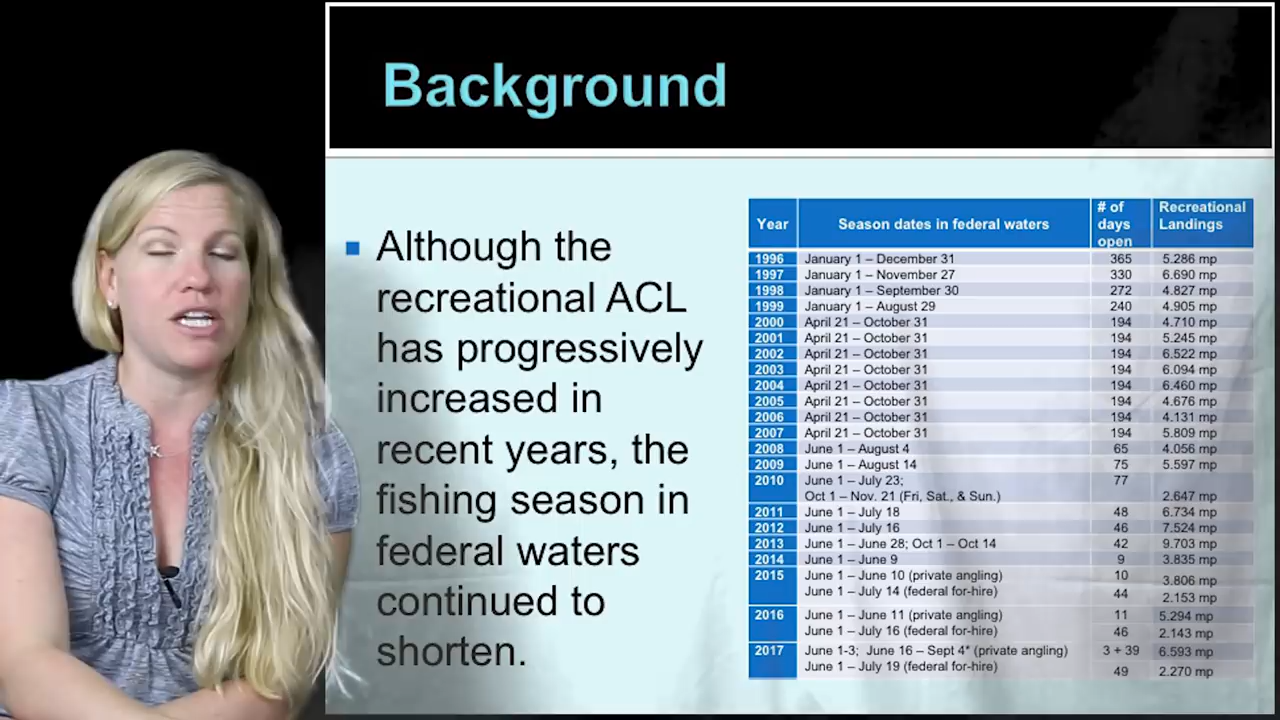 Background
Although the
recreational ACL
has progressively
increased in
recent years, the
fishing season in
federal waters
continued to
shorten.
Year Season dates in federal waters # of days open Recreational Landings
1996 January 1 – December 31 365 5.286 mp
1997 January 1 – November 27 330 6.690 mp
1998 January 1 – September 30 272 4.827 mp
1999 January 1 – August 29 240 4.905 mp
2000 April 21 – October 31 194 4.710 mp
2001 April 21 – October 31 194 5.245 mp
2002 April 21 – October 31 194 6.522 mp
2003 April 21 – October 31 194 6.094 mp
2004 April 21 – October 31 194 6.460 mp
2005 April 21 – October 31 194 4.676 mp
2006 April 21 – October 31 194 4.131 mp
2007 April 21 – October 31 194 5.809 mp
2008 June 1 – August 4 65 4.056 mp
2009 June 1 – August 14 75 5.597 mp
2010 June 1 – July 23; 77
Oct 1 – Nov. 21 (Fri, Sat., & Sun.) 2.647 mp
2011 June 1 – July 18 48 6.734 mp
2012 June 1 – July 16 46 7.524 mp
2013 June 1 – June 28; Oct 1 – Oct 14 42 9.703 mp
2014 June 1 – June 9 9 3.835 mp
2015 June 1 – June 10 (private angling) 10 3.806 mp
June 1 – July 14 (federal for-hire) 44 2.153 mp
2016 June 1 – June 11 (private angling) 11 5.294 mp
June 1 – July 16 (federal for-hire) 46 2.143 mp
2017 June 1-3; June 16 – Sept 4* (private angling) 3 + 39 6.593 mp
June 1 – July 19 (federal for-hire) 49 2.270 mp